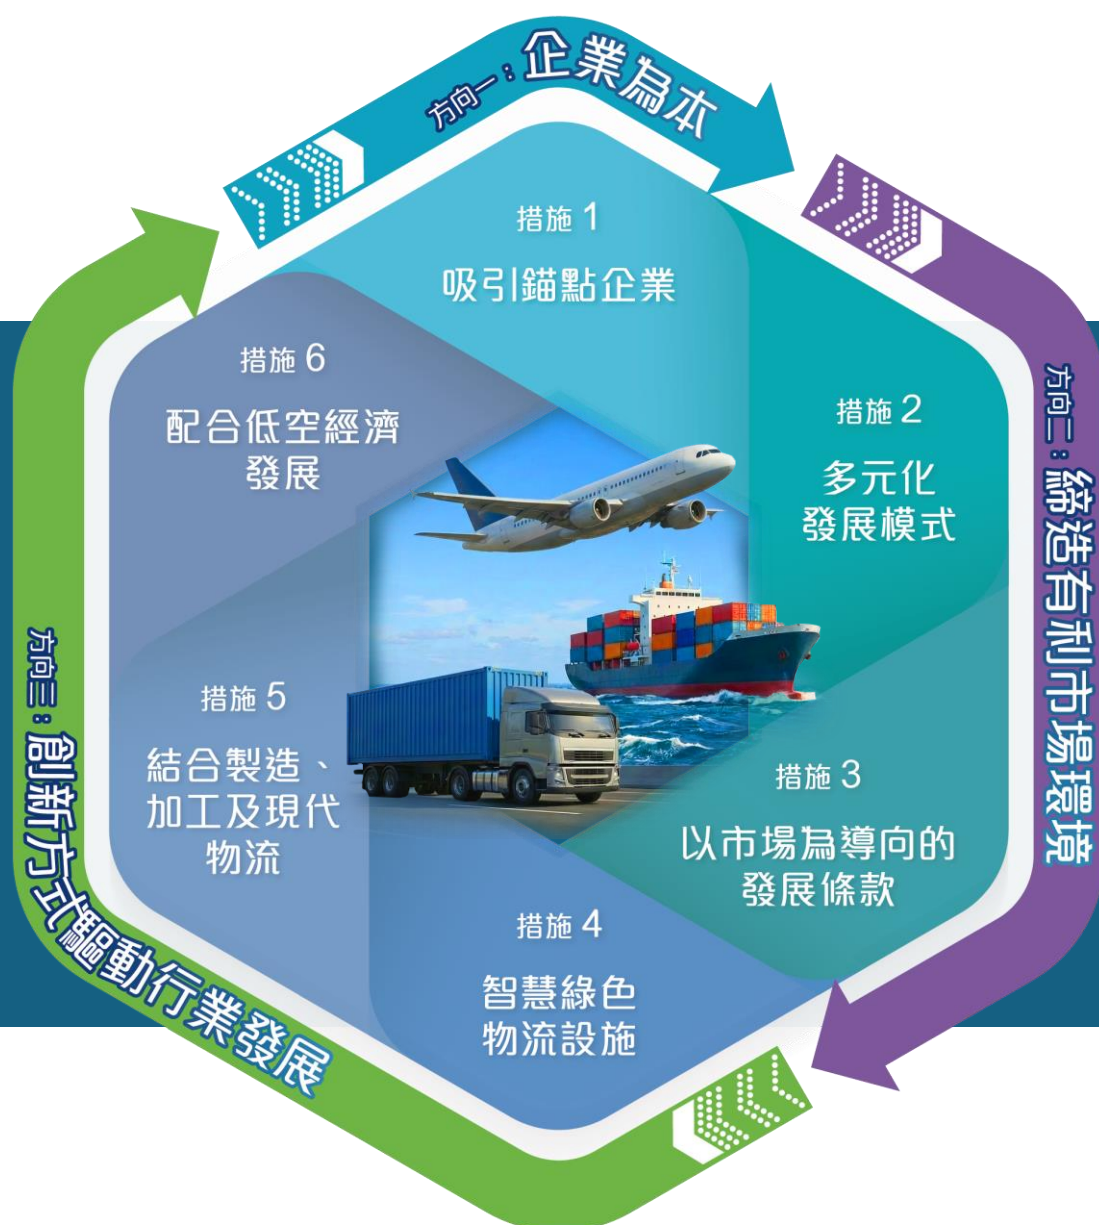 方向一：企業為本
措施 1
吸引錨點企業
方向二：締造有利市場環境
措施 2
多元化
發展模式
措施 3
以市場為導向的
發展條款
方向三：創新方式驅動行業發展
措施 4
智慧綠色
物流設施
措施 5
結合製造、
加工及現代
物流
措施 6
配合低空經濟
發展